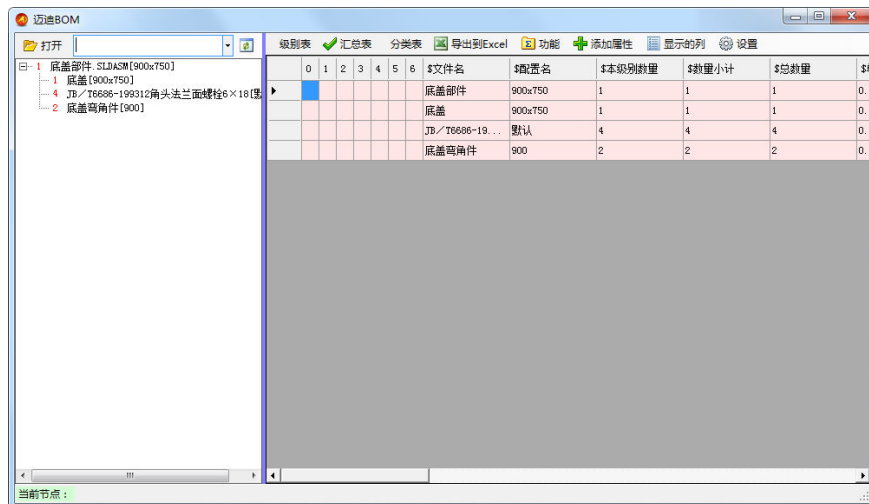 迈迪BOM
打开
级别表 汇总表 分类表 导出到Excel 功能 添加属性 显示的列 设置
1 底盖部件.SLDASM[900x750]
1 底盖[900x750]
4 JB／T6686-199312角头法兰面螺栓6×18[
2 底盖弯角件[900]
0 1 2 3 4 5 6 $文件名 $配置名 $本级别数量 $数量小计 $总数量
底盖部件 900x750 1 1 1 0.
底盖 900x750 1 1 1 0.
JB／T6686-19... 默认 4 4 4 0.
底盖弯角件 900 2 2 2 0.
当前节点：